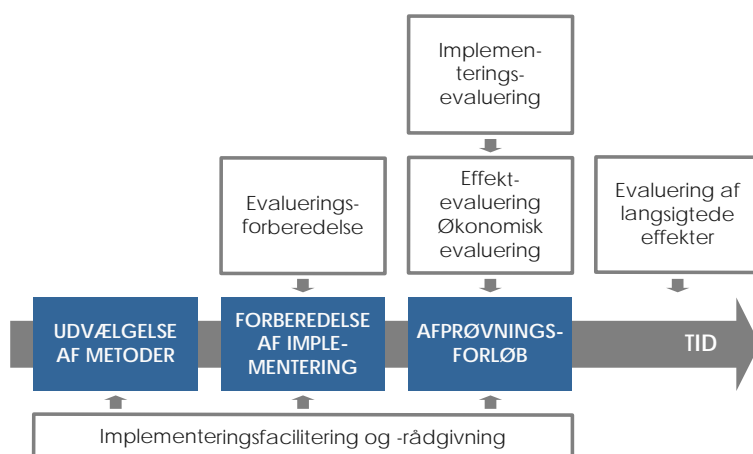 Implemen-
terings-
evaluering
Evaluerings-
forberedelse
Effekt-
evaluering
Økonomisk
evaluering
Evaluering af
langsigtede
effekter
UDVÆLGELSE
AF METODER
FORBEREDELSE
AF IMPLE-
MENTERING
AFPRØVNINGS-
FORLØB
TID
Implementeringsfacilitering og -rådgivning